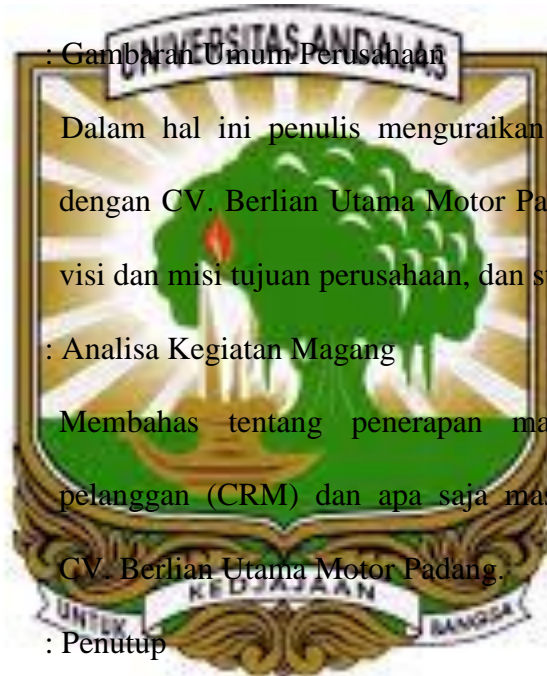 UNIVERSITAS ANDALAS
: Gambaran Umum Perusahaan
Dalam hal ini penulis menguraikan
dengan CV. Berlian Utama Motor Pa
visi dan misi tujuan perusahaan, dan s
: Analisa Kegiatan Magang
Membahas tentang penerapan ma
pelanggan (CRM) dan apa saja mas
CV. Berlian Utama Motor Padang.
UNTUK KEDJAJAAN BANGSA
: Penutup